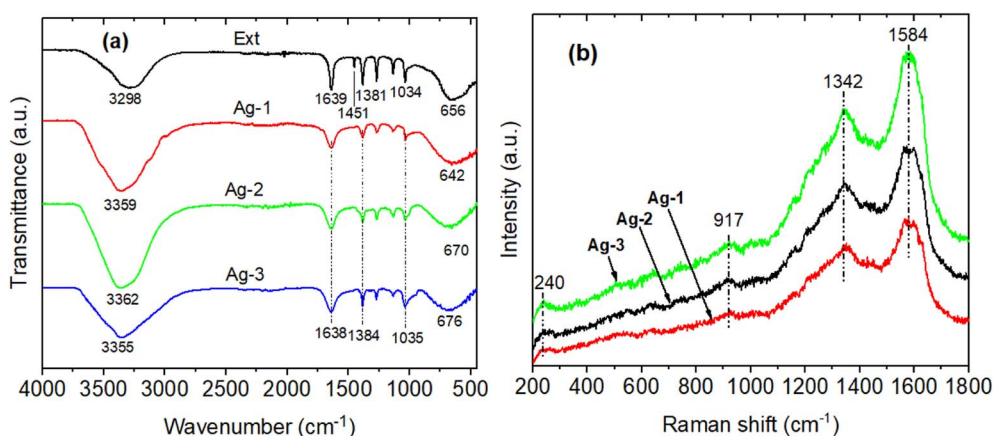 (a)
Ext
3298
1639
1451
1381
1034
656
Ag-1
3359
642
Ag-2
3362
670
Ag-3
3355
1638
1384
1035
676
Transmittance (a.u.)
4000 3500 3000 2500 2000 1500 1000 500
Wavenumber (cm-1)
(b)
1584
1342
917
240
Ag-1
Ag-2
Ag-3
Intensity (a.u.)
200 400 600 800 1000 1200 1400 1600 1800
Raman shift (cm-1)